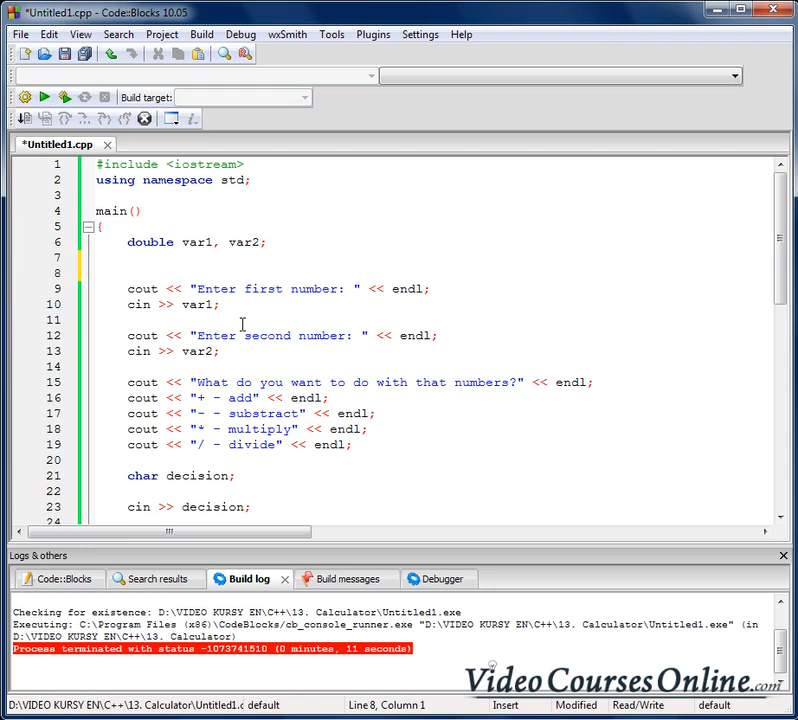 *Untitled1.cpp - Code::Blocks 10.05
File Edit View Search Project Build Debug wxSmith Tools Plugins Settings Help
Build target:
*Untitled1.cpp
1 #include <iostream>
2 using namespace std;
3
4 main()
5 {
6 double var1, var2;
7
8
9 cout << "Enter first number: " << endl;
10 cin >> var1;
11
12 cout << "Enter second number: " << endl;
13 cin >> var2;
14
15 cout << "What do you want to do with that numbers?" << endl;
16 cout << "+ - add" << endl;
17 cout << "- - substract" << endl;
18 cout << "* - multiply" << endl;
19 cout << "/ - divide" << endl;
20
21 char decision;
22
23 cin >> decision;
24
Logs & others
Code::Blocks Search results Build log Build messages Debugger
Checking for existence: D:\VIDEO KURSY EN\C++\13. Calculator\Untitled1.exe
Executing: C:\Program Files (x86)\CodeBlocks/cb_console_runner.exe "D:\VIDEO KURSY EN\C++\13. Calculator\Untitled1.exe" (in
D:\VIDEO KURSY EN\C++\13. Calculator)
Process terminated with status -1073741510 (0 minutes, 11 seconds)
VideoCoursesOnline.com
D:\VIDEO KURSY EN\C++\13. Calculator\Untitled1.c default Line 8, Column 1 Insert Modified Read/Write default